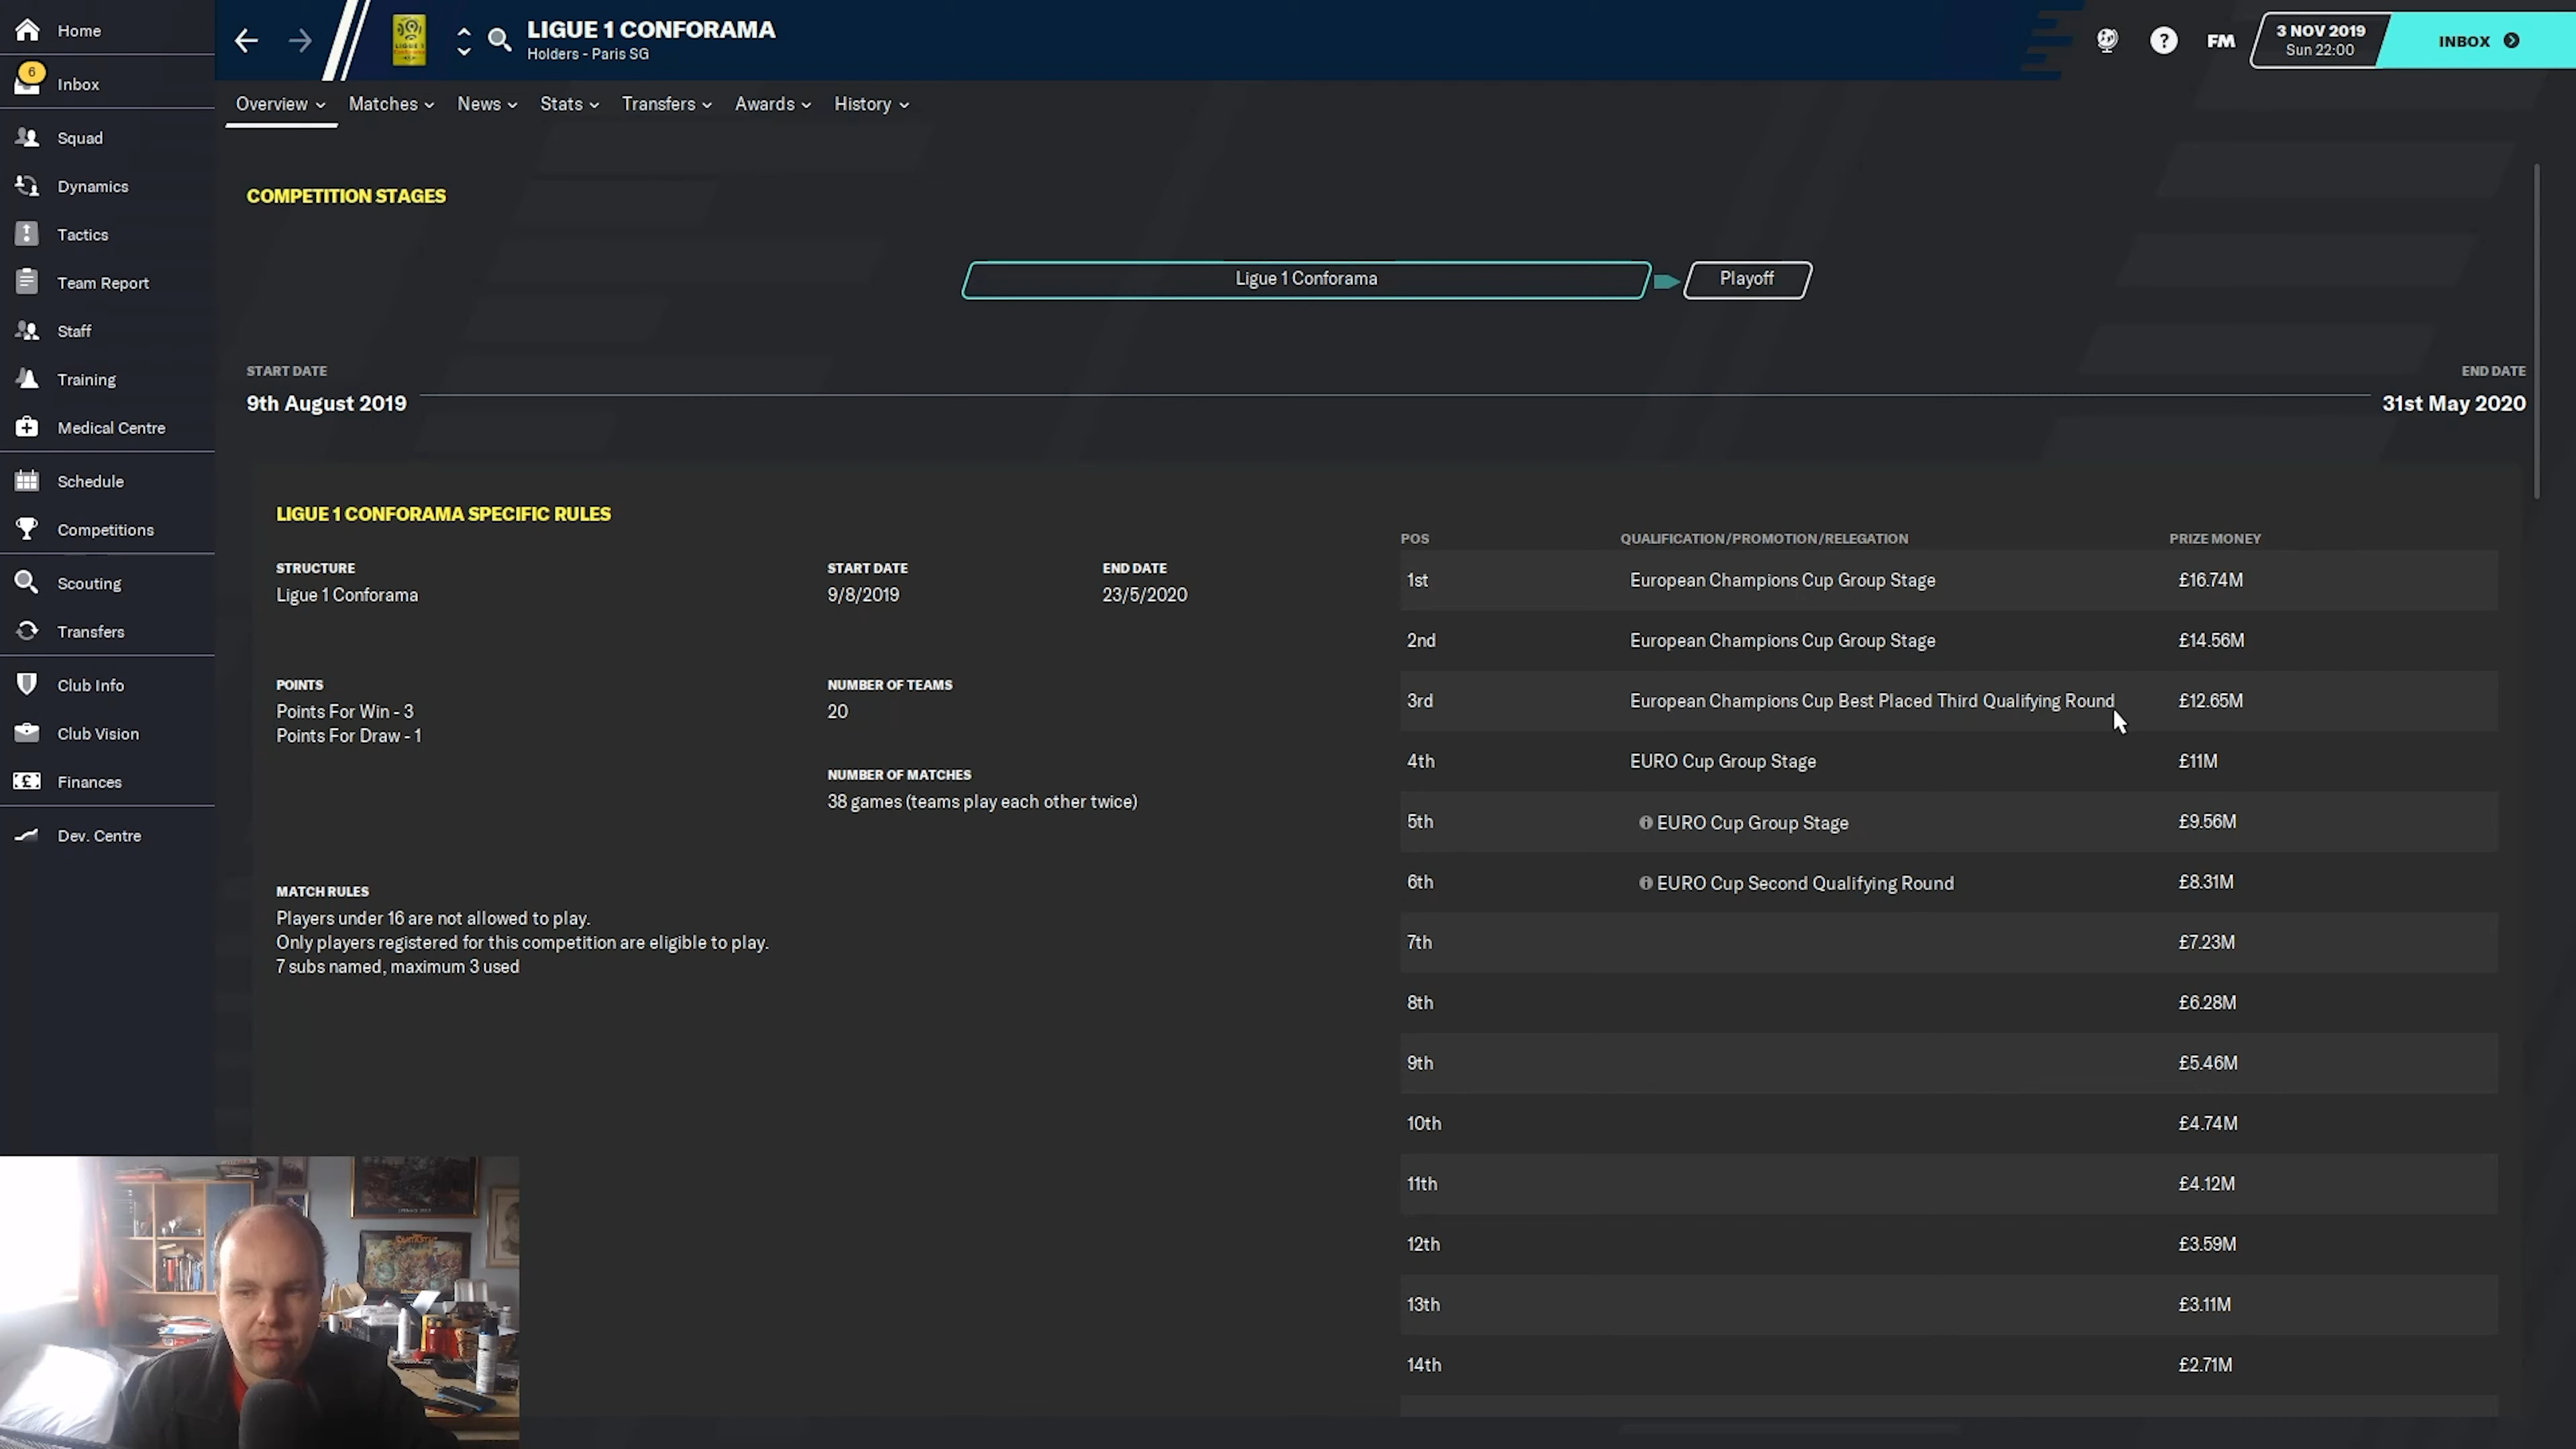 Home
6
Inbox
Squad
Dynamics
Tactics
Team Report
Staff
Training
Medical Centre
Schedule
Competitions
Scouting
Transfers
Club Info
Club Vision
Finances
Dev. Centre
LIGUE 1 CONFORAMA
Holders - Paris SG
FM
3 NOV 2019
Sun 22:00
INBOX
Overview
Matches
News
Stats
Transfers
Awards
History
COMPETITION STAGES
Ligue 1 Conforama
Playoff
START DATE
END DATE
9th August 2019
31st May 2020
LIGUE 1 CONFORAMA SPECIFIC RULES
STRUCTURE
Ligue 1 Conforama
START DATE
9/8/2019
END DATE
23/5/2020
POINTS
Points For Win - 3
Points For Draw - 1
NUMBER OF TEAMS
20
NUMBER OF MATCHES
38 games (teams play each other twice)
MATCH RULES
Players under 16 are not allowed to play.
Only players registered for this competition are eligible to play.
7 subs named, maximum 3 used
POS QUALIFICATION/PROMOTION/RELEGATION PRIZE MONEY
1st European Champions Cup Group Stage £16.74M
2nd European Champions Cup Group Stage £14.56M
3rd European Champions Cup Best Placed Third Qualifying Round £12.65M
4th EURO Cup Group Stage £11M
5th EURO Cup Group Stage £9.56M
6th EURO Cup Second Qualifying Round £8.31M
7th £7.23M
8th £6.28M
9th £5.46M
10th £4.74M
11th £4.12M
12th £3.59M
13th £3.11M
14th £2.71M